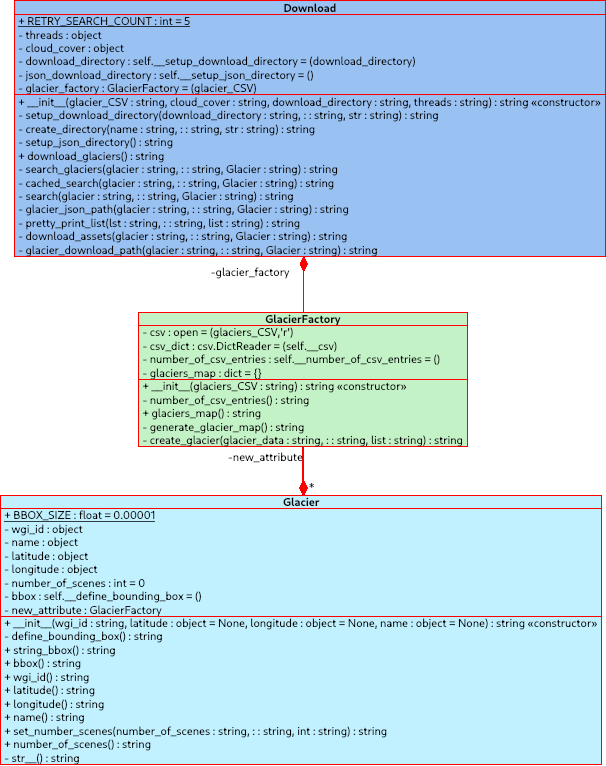 Download
+ RETRY_SEARCH_COUNT : int = 5
- threads : object
- cloud_cover : object
- download_directory : self.__setup_download_directory = (download_directory)
- json_download_directory : self.__setup_json_directory = ()
- glacier_factory : GlacierFactory = (glacier_CSV)
+ __init__(glacier_CSV : string, cloud_cover : string, download_directory : string, threads : string) : string «constructor»
- setup_download_directory(download_directory : string, : : string, str : string) : string
- create_directory(name : string, : : string, str : string) : string
- setup_json_directory() : string
+ download_glaciers() : string
- search_glaciers(glacier : string, : : string, Glacier : string) : string
- cached_search(glacier : string, : : string, Glacier : string) : string
- search(glacier : string, : : string, Glacier : string) : string
- glacier_json_path(glacier : string, : : string, Glacier : string) : string
- pretty_print_list(lst : string, : : string, list : string) : string
- download_assets(glacier : string, : : string, Glacier : string) : string
- glacier_download_path(glacier : string, : : string, Glacier : string) : string
-glacier_factory
GlacierFactory
- csv : open = (glaciers_CSV,'r')
- csv_dict : csv.DictReader = (self.__csv)
- number_of_csv_entries : self.__number_of_csv_entries = ()
- glaciers_map : dict = {}
+ __init__(glaciers_CSV : string) : string «constructor»
- number_of_csv_entries() : string
+ glaciers_map() : string
- generate_glacier_map() : string
- create_glacier(glacier_data : string, : : string, list : string) : string
-new_attribute
*
Glacier
+ BBOX_SIZE : float = 0.00001
- wgi_id : object
- name : object
- latitude : object
- longitude : object
- number_of_scenes : int = 0
- bbox : self.__define_bounding_box = ()
- new_attribute : GlacierFactory
+ __init__(wgi_id : string, latitude : object = None, longitude : object = None, name : object = None) : string «constructor»
- define_bounding_box() : string
+ string_bbox() : string
+ bbox() : string
+ wgi_id() : string
+ latitude() : string
+ longitude() : string
+ name() : string
+ set_number_scenes(number_of_scenes : string, : : string, int : string) : string
+ number_of_scenes() : string
- str__() : string